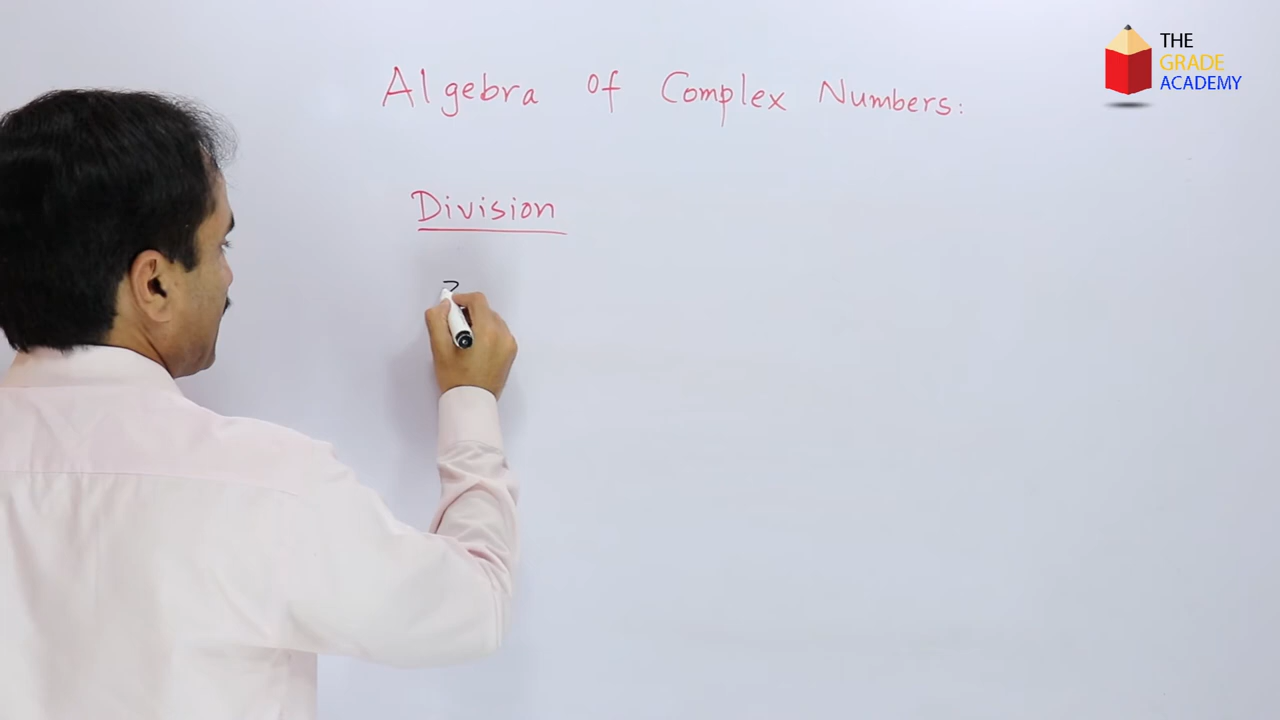 Algebra of Complex Numbers:
THE
GRADE
ACADEMY
Division